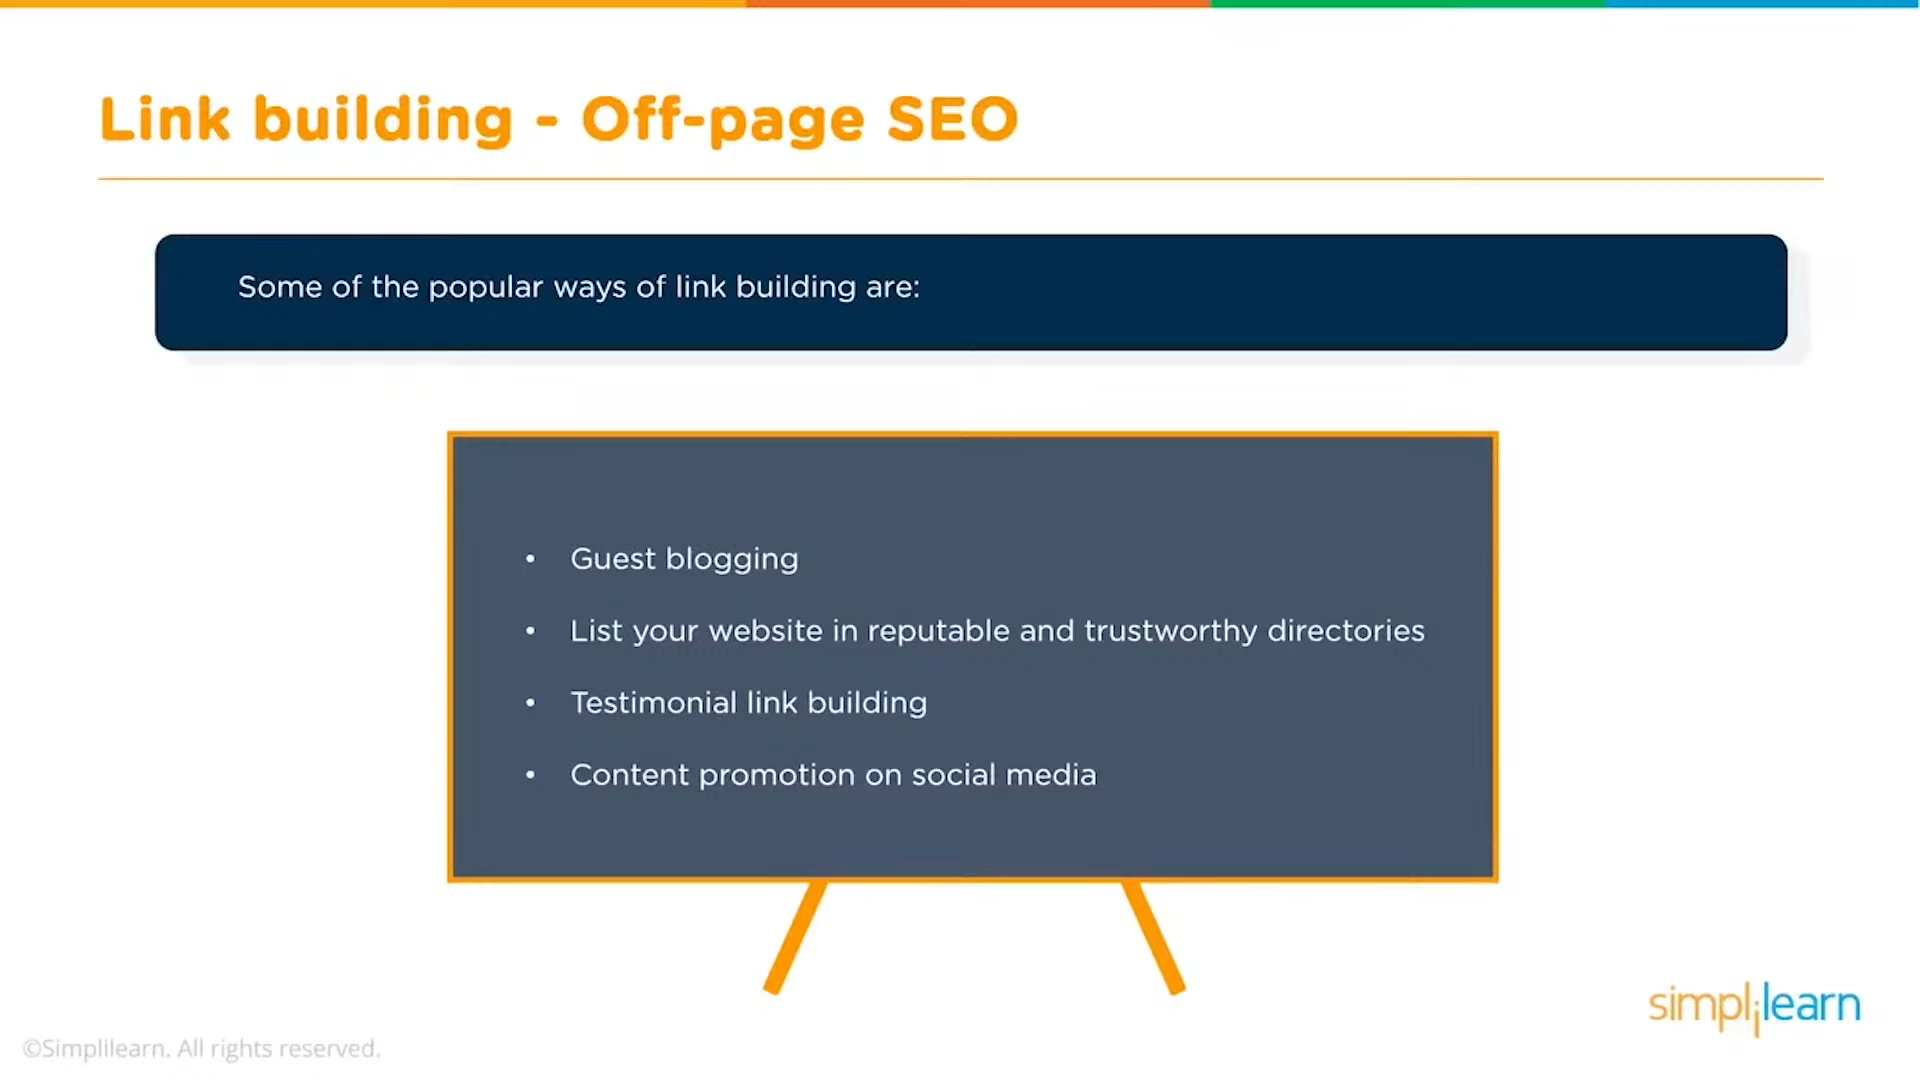 Link building - Off-page SEO
Some of the popular ways of link building are:
• Guest blogging
• List your website in reputable and trustworthy directories
• Testimonial link building
• Content promotion on social media
simplilearn
©Simplilearn. All rights reserved.